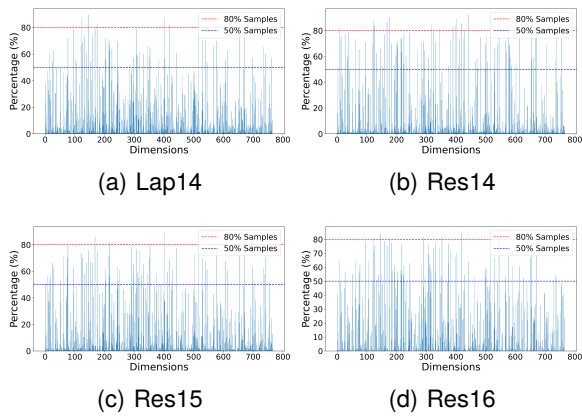 80% Samples
50% Samples
Percentage (%)
80
60
40
20
0
0 100 200 300 400 500 600 700 800
Dimensions
(a) Lap14
80% Samples
50% Samples
Percentage (%)
80
60
40
20
0
0 100 200 300 400 500 600 700 800
Dimensions
(b) Res14
80% Samples
50% Samples
Percentage (%)
80
60
40
20
0
0 100 200 300 400 500 600 700 800
Dimensions
(c) Res15
80% Samples
50% Samples
Percentage (%)
80
70
60
50
40
30
20
10
0
0 100 200 300 400 500 600 700 800
Dimensions
(d) Res16